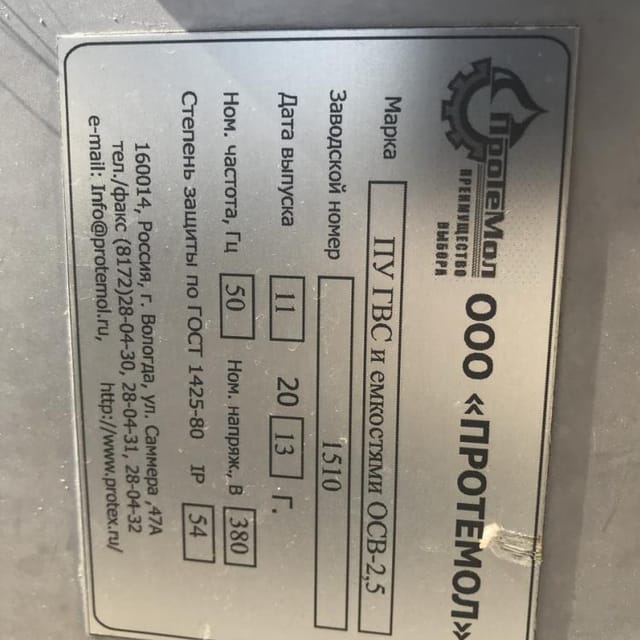 ПроТеМол
ПРЕИМУЩЕСТВО
ВЫБОРА
ООО «ПРОТЕМОЛ»
Марка ПУ ГВС и емкостями ОСВ-2,5
Заводской номер 1510
Дата выпуска 11 20 13 Г.
Ном. частота, Гц 50 Ном. напряж., В 380
Степень защиты по ГОСТ 1425-80 IP 54
160014, Россия, г. Вологда, ул. Саммера ,47А
тел./факс (8172)28-04-30, 28-04-31, 28-04-32
e-mail: Info@protemol.ru, http://www.protex.ru/